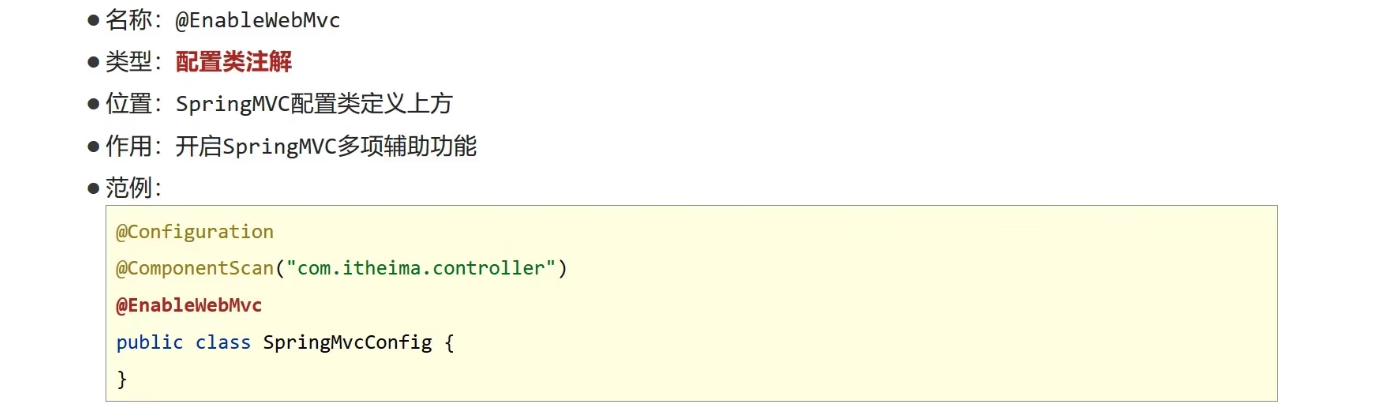 ● 名称：@EnableWebMvc
● 类型：配置类注解
● 位置：SpringMVC配置类定义上方
● 作用：开启SpringMVC多项辅助功能
● 范例：
@Configuration
@ComponentScan("com.itheima.controller")
@EnableWebMvc
public class SpringMvcConfig {
}